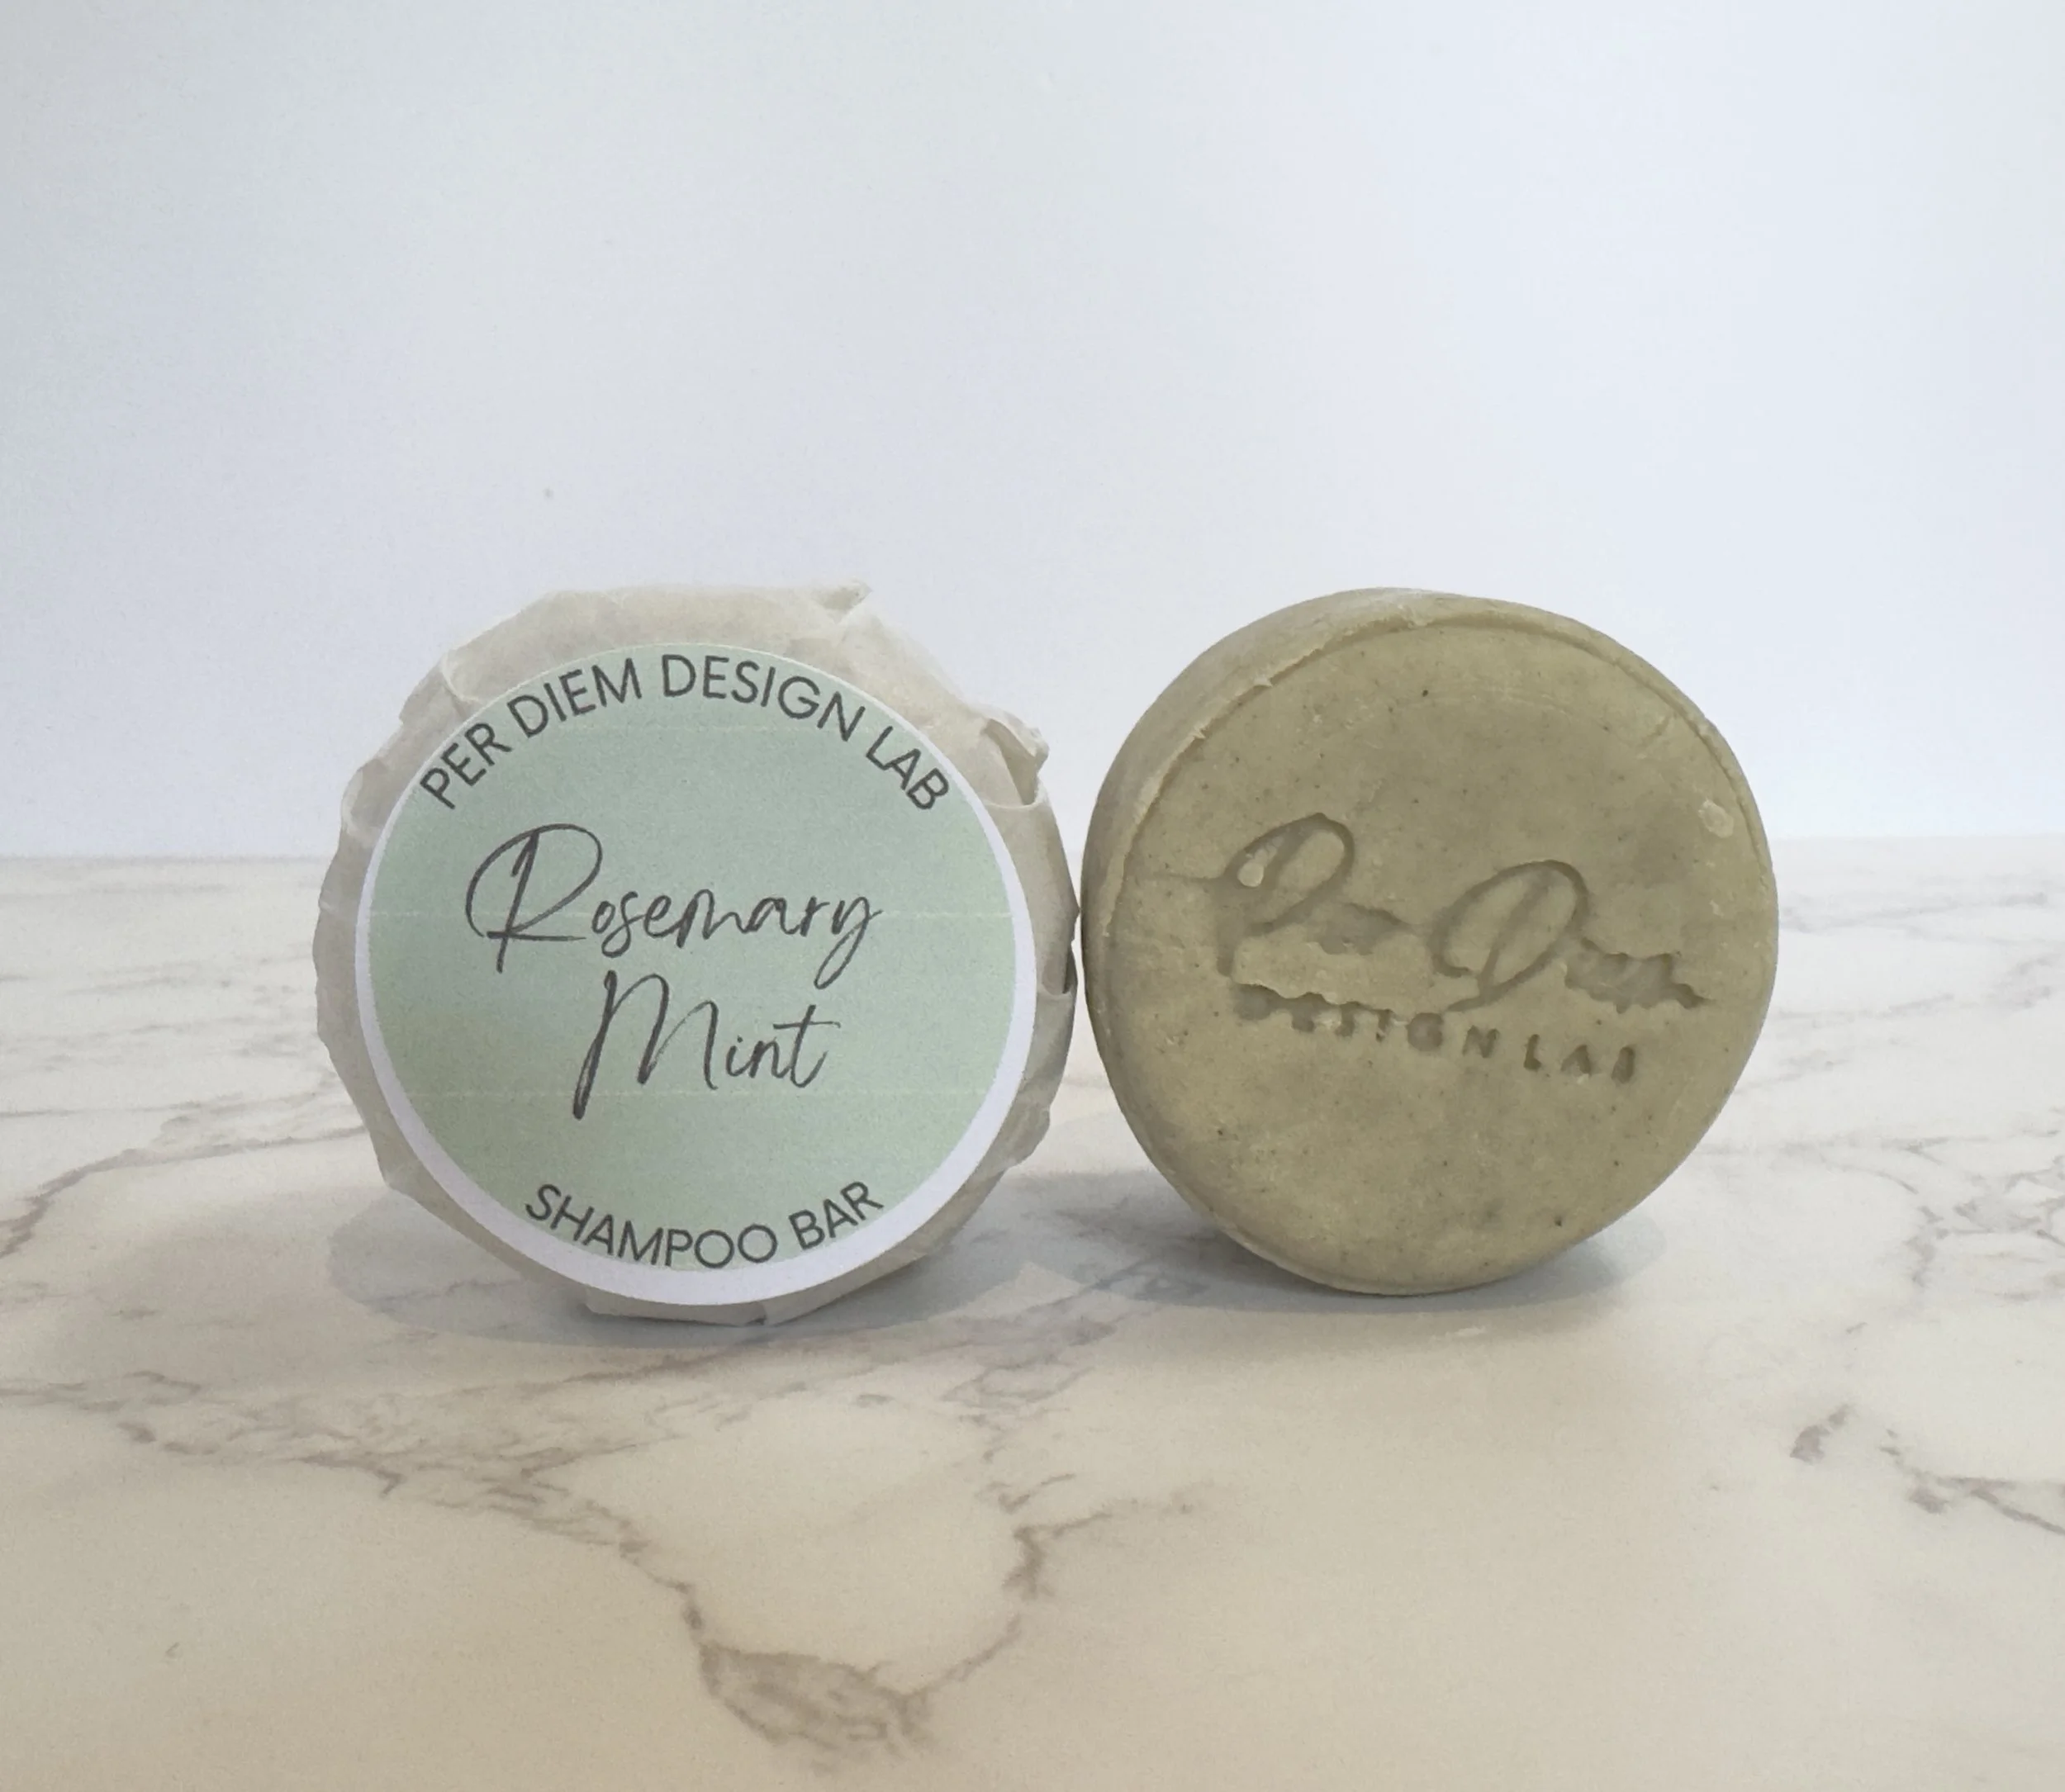 PER DIEM DESIGN LAB
Rosemary
Mint
SHAMPOO BAR
Per Diem
DESIGN LAB